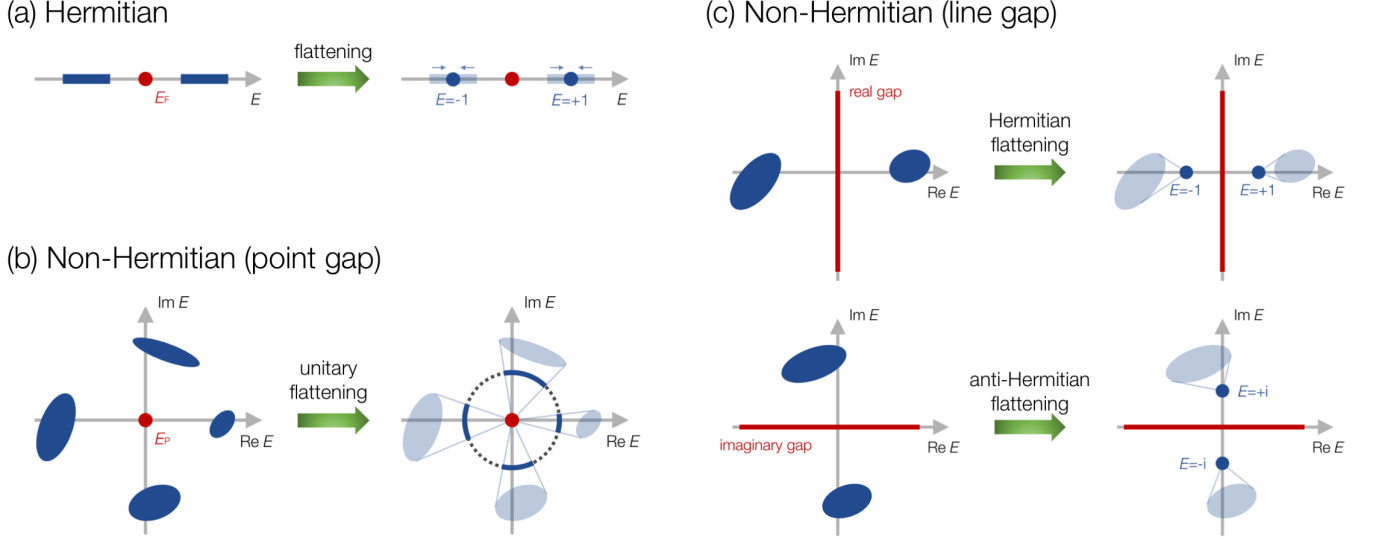 (a) Hermitian
flattening
E_F
E
E=-1
E=+1
E
(b) Non-Hermitian (point gap)
Im E
E_P
Re E
unitary
flattening
Im E
Re E
(c) Non-Hermitian (line gap)
Im E
real gap
Re E
Hermitian
flattening
Im E
E=-1
E=+1
Re E
Im E
imaginary gap
Re E
anti-Hermitian
flattening
Im E
E=+i
Re E
E=-i